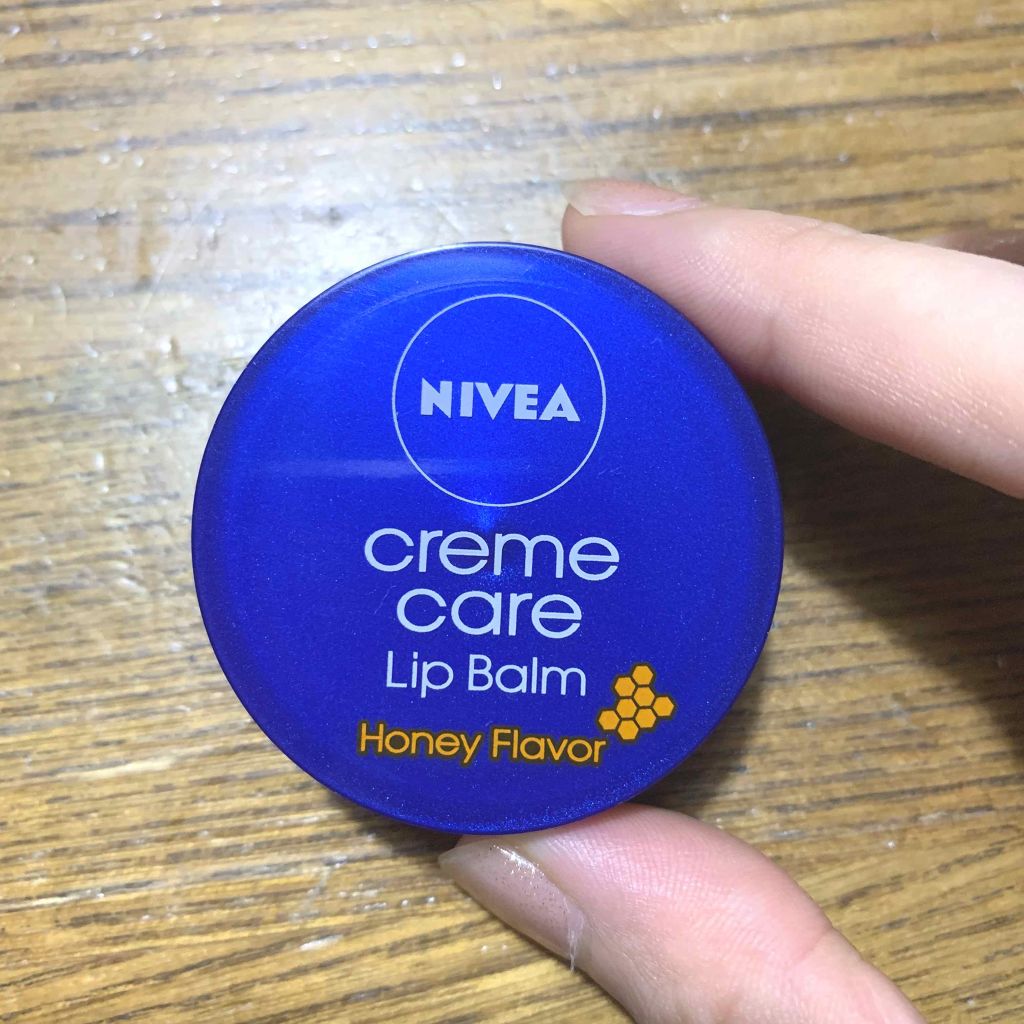 NIVEA
creme
care
Lip Balm
Honey Flavor